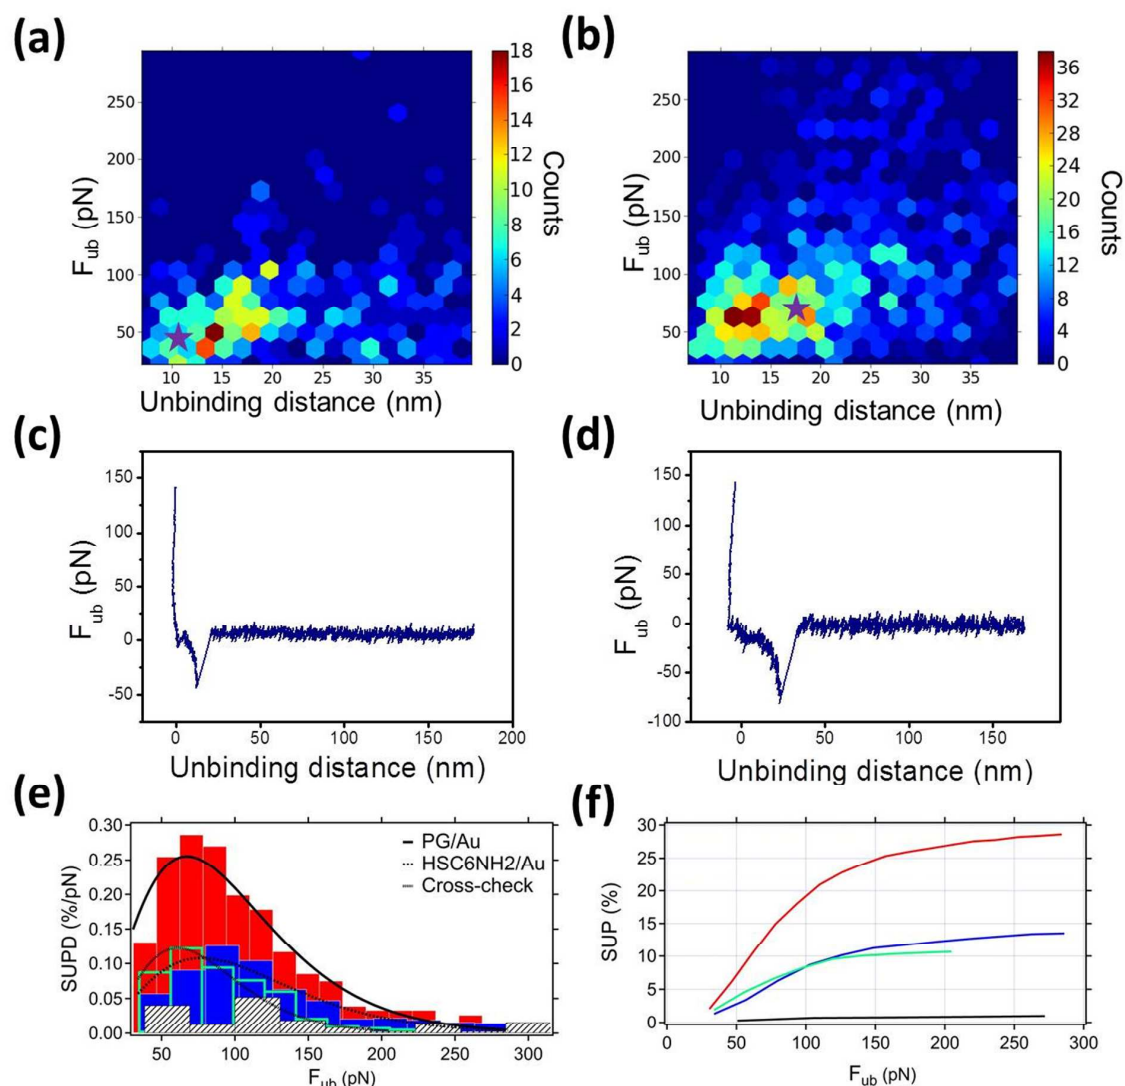 (a)
(b)
18
16
14
12
10
8
6
4
2
0
Counts
250
200
150
100
50
F_ub (pN)
10 15 20 25 30 35
Unbinding distance (nm)
36
32
28
24
20
16
12
8
4
0
Counts
250
200
150
100
50
F_ub (pN)
10 15 20 25 30 35
Unbinding distance (nm)
(c)
150
100
50
0
-50
F_ub (pN)
0 50 100 150 200
Unbinding distance (nm)
(d)
150
100
50
0
-50
-100
F_ub (pN)
0 50 100 150
Unbinding distance (nm)
(e)
0.30
0.25
0.20
0.15
0.10
0.05
0.00
SUPD (%/pN)
PG/Au
HSC6NH2/Au
Cross-check
50 100 150 200 250 300
F_ub (pN)
(f)
30
25
20
15
10
5
0
SUP (%)
0 50 100 150 200 250 300
F_ub (pN)